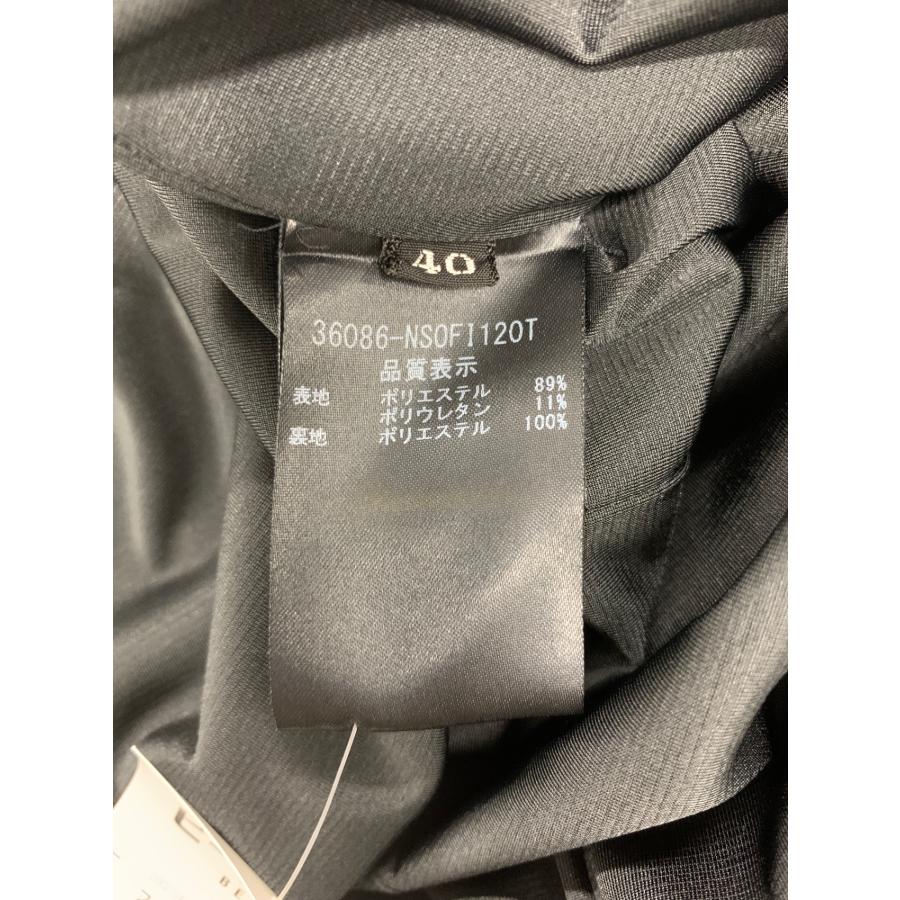 40
36086-NSOFI120T
品質表示
表地 ポリエステル 89%
ポリウレタン 11%
裏地 ポリエステル 100%
BE